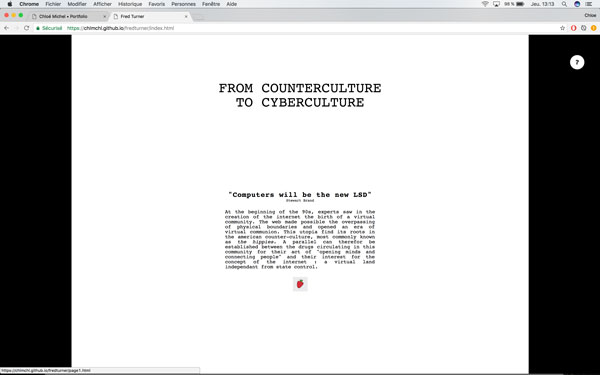 Chrome Fichier Modifier Afficher Historique Favoris Personnes Fenêtre Aide 98 % Jeu. 13:13
Chloé Michel • Portfolio Fred Turner Chloe
Sécurisé https://chlmchl.github.io/fredturner/index.html
?
FROM COUNTERCULTURE
TO CYBERCULTURE
"Computers will be the new LSD"
Stewart Brand
At the beginning of the 90s, experts saw in the
creation of the internet the birth of a virtual
community. The web made possible the overpassing
of physical boundaries and opened an era of
virtual communion. This utopia find its roots in
the american counter-culture, most commonly known
as the hippies. A parallel can therefor be
established between the drugs circulating in this
community for their act of "opening minds and
connecting people" and their interest for the
concept of the internet : a virtual land
independant from state control.
https://chlmchl.github.io/fredturner/page1.html